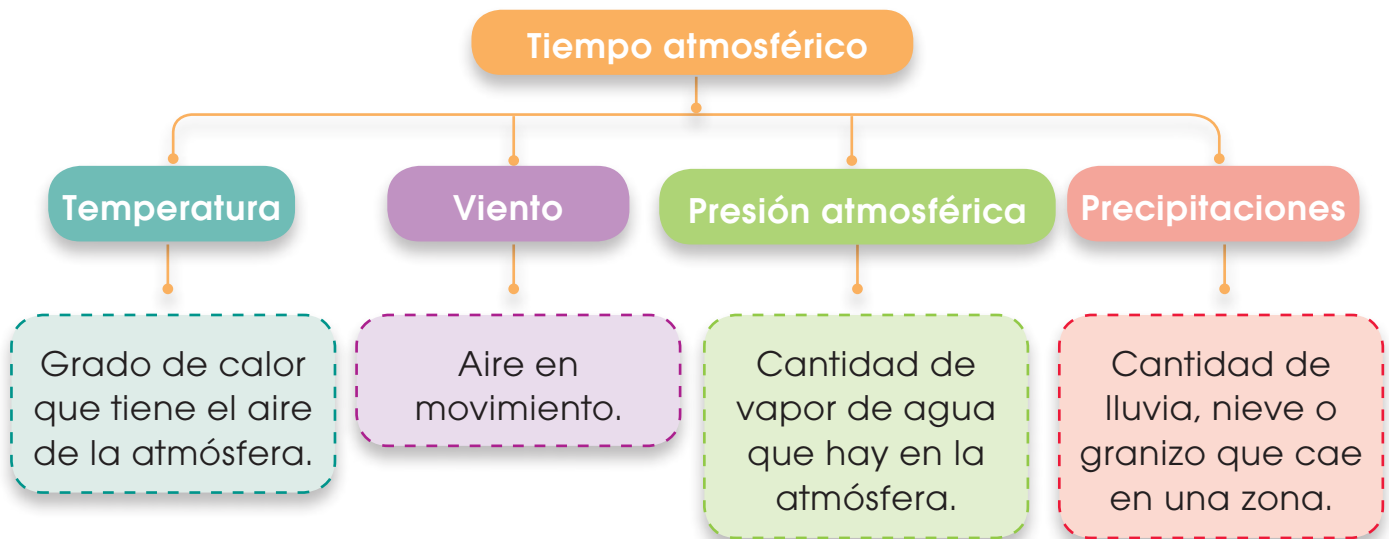 Tiempo atmosférico
Temperatura
Viento
Presión atmosférica
Precipitaciones
Grado de calor
que tiene el aire
de la atmósfera.
Aire en
movimiento.
Cantidad de
vapor de agua
que hay en la
atmósfera.
Cantidad de
lluvia, nieve o
granizo que cae
en una zona.